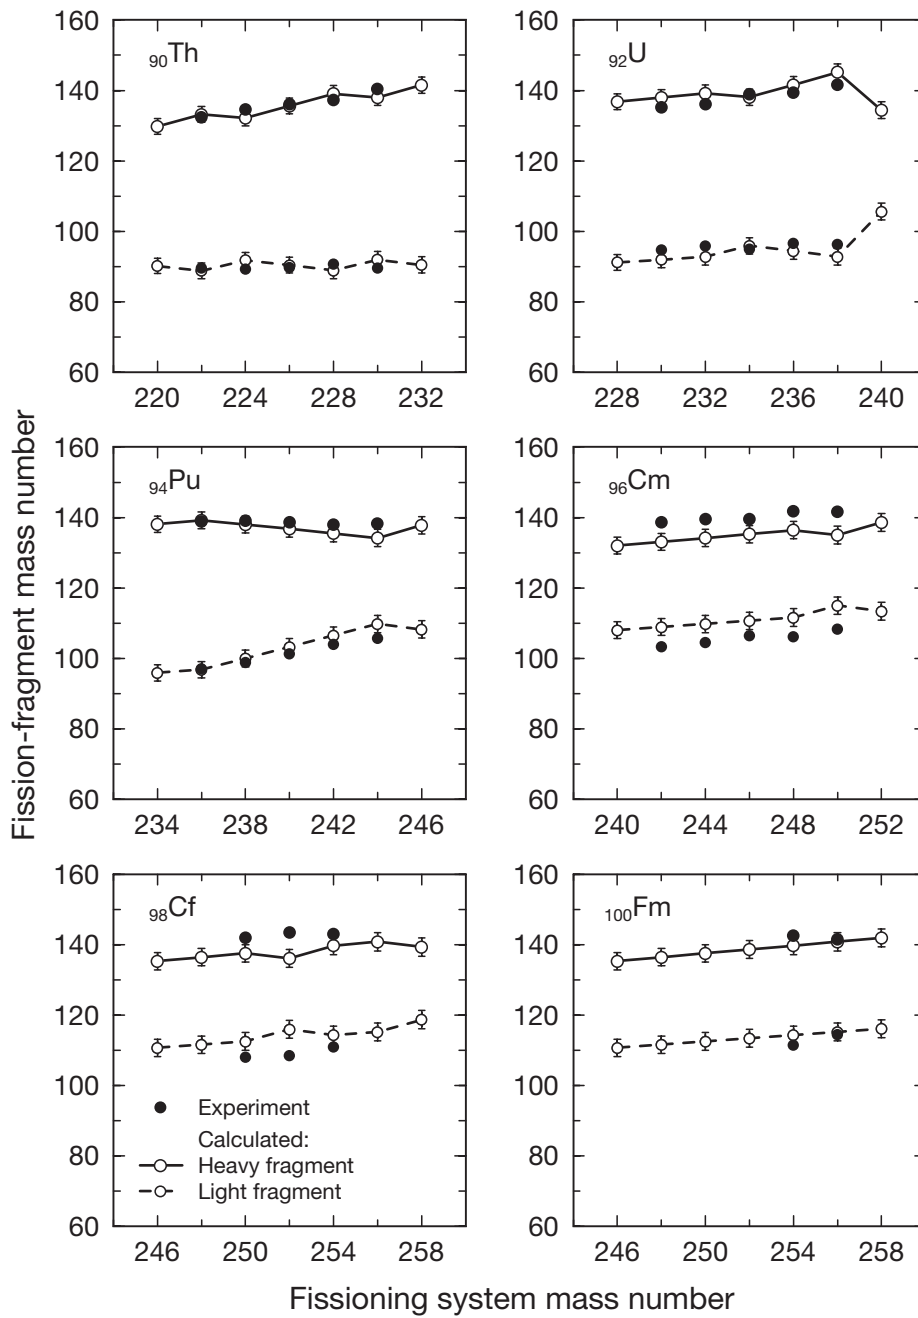 Fission-fragment mass number
160
140
120
100
80
60
₉₀Th
220 224 228 232
160
140
120
100
80
60
₉₂U
228 232 236 240
160
140
120
100
80
60
₉₄Pu
234 238 242 246
160
140
120
100
80
60
₉₆Cm
240 244 248 252
160
140
120
100
80
60
₉₈Cf
Experiment
Calculated:
Heavy fragment
Light fragment
246 250 254 258
160
140
120
100
80
60
₁₀₀Fm
246 250 254 258
Fissioning system mass number